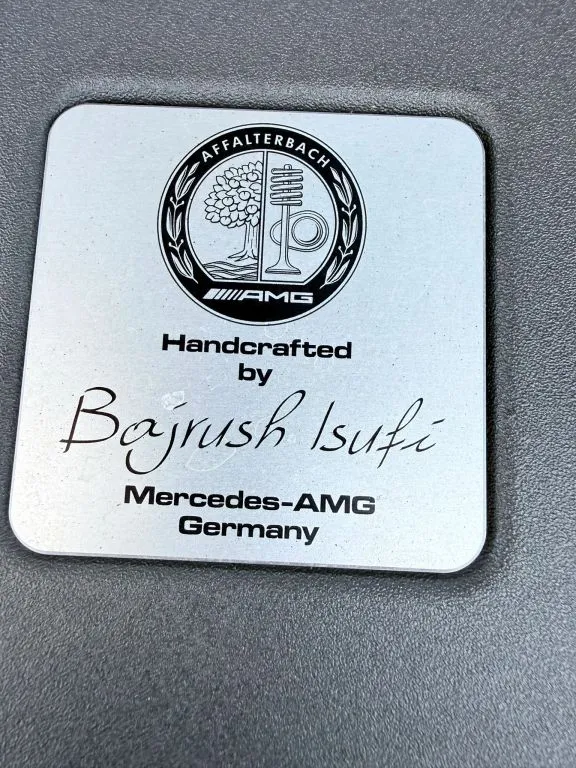 AFFALTERBACH
AMG
Handcrafted
by
Bajrush Isufi
Mercedes-AMG
Germany